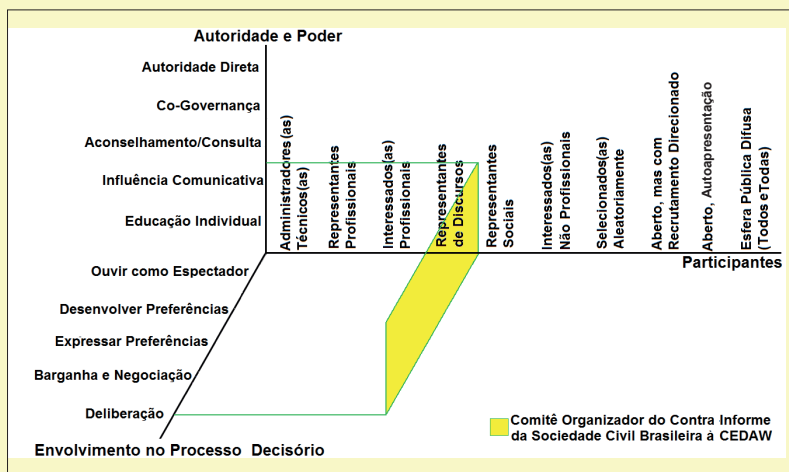 Autoridade e Poder
Autoridade Direta
Co-Governança
Aconselhamento/Consulta
Influência Comunicativa
Educação Individual
Administradores (as)
Técnicos(as)
Representantes
Profissionais
Interessados(as)
Profissionais
Representantes
de Discursos
Representantes
Sociais
Interessados(as)
Não Profissionais
Selecionados(as)
Aleatoriamente
Aberto, mas com
Recrutamento Direcionado
Aberto, Autoapresentação
Esfera Pública Difusa
(Todos eTodas)
Participantes
Ouvir como Espectador
Desenvolver Preferências
Expressar Preferências
Barganha e Negociação
Deliberação
Envolvimento no Processo Decisório
Comitê Organizador do Contra Informe
da Sociedade Civil Brasileira à CEDAW